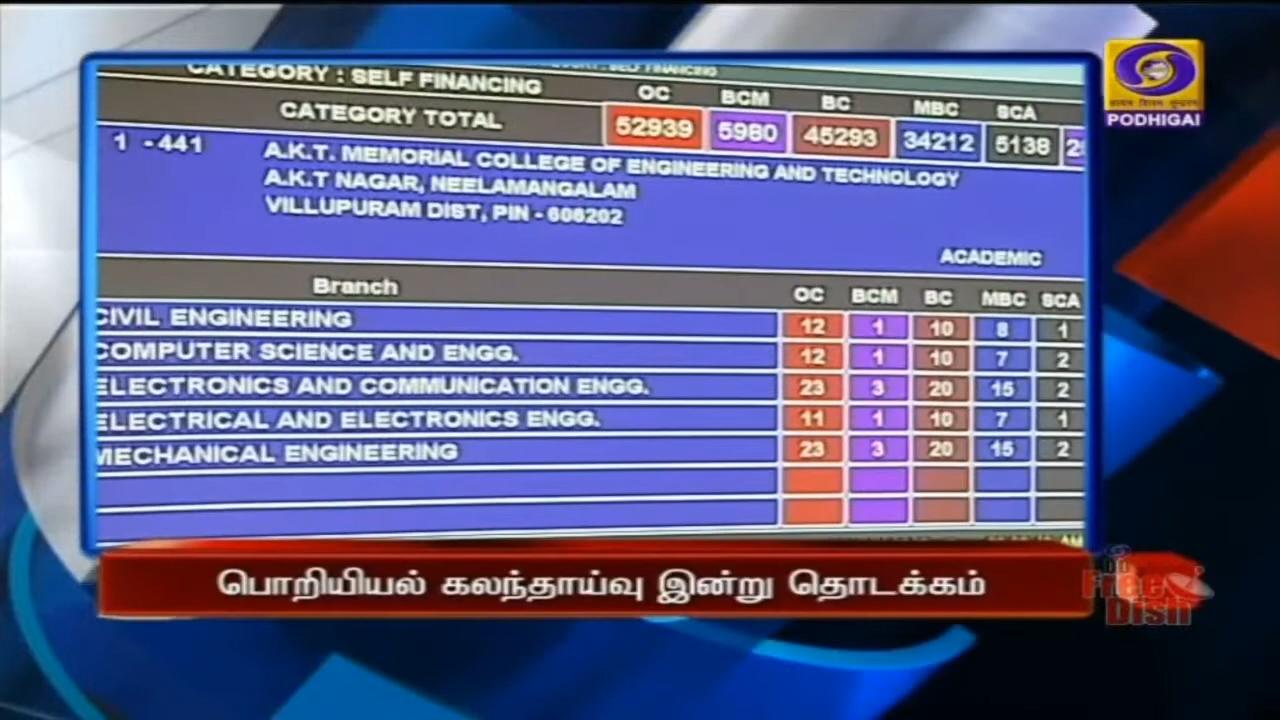 CATEGORY : SELF FINANCING
OC BCM BC MBC SCA
CATEGORY TOTAL 52939 5980 45293 34212 5138
1 - 441 A.K.T. MEMORIAL COLLEGE OF ENGINEERING AND TECHNOLOGY
A.K.T NAGAR, NEELAMANGALAM
VILLUPURAM DIST, PIN - 606202
ACADEMIC
Branch OC BCM BC MBC SCA
CIVIL ENGINEERING 12 1 10 8 1
COMPUTER SCIENCE AND ENGG. 12 1 10 7 2
ELECTRONICS AND COMMUNICATION ENGG. 23 3 20 15 2
ELECTRICAL AND ELECTRONICS ENGG. 11 1 10 7 1
MECHANICAL ENGINEERING 23 3 20 15 2
PODHIGAI
பொறியியல் கலந்தாய்வு இன்று தொடக்கம்
Free
Dish